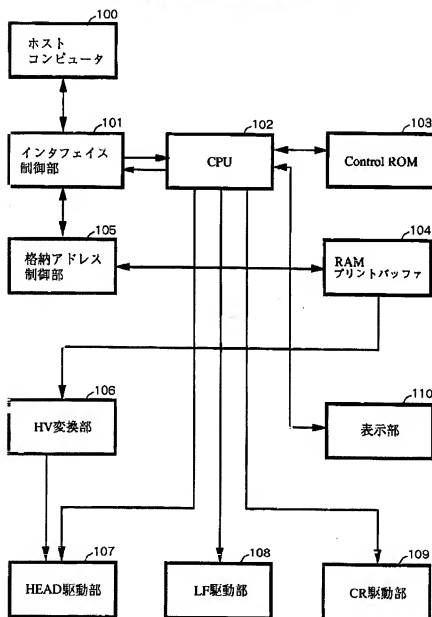 100
ホスト
コンピュータ
101
インタフェイス
制御部
102
CPU
103
Control ROM
105
格納アドレス
制御部
104
RAM
プリントバッファ
106
HV変換部
110
表示部
107
HEAD駆動部
108
LF駆動部
109
CR駆動部